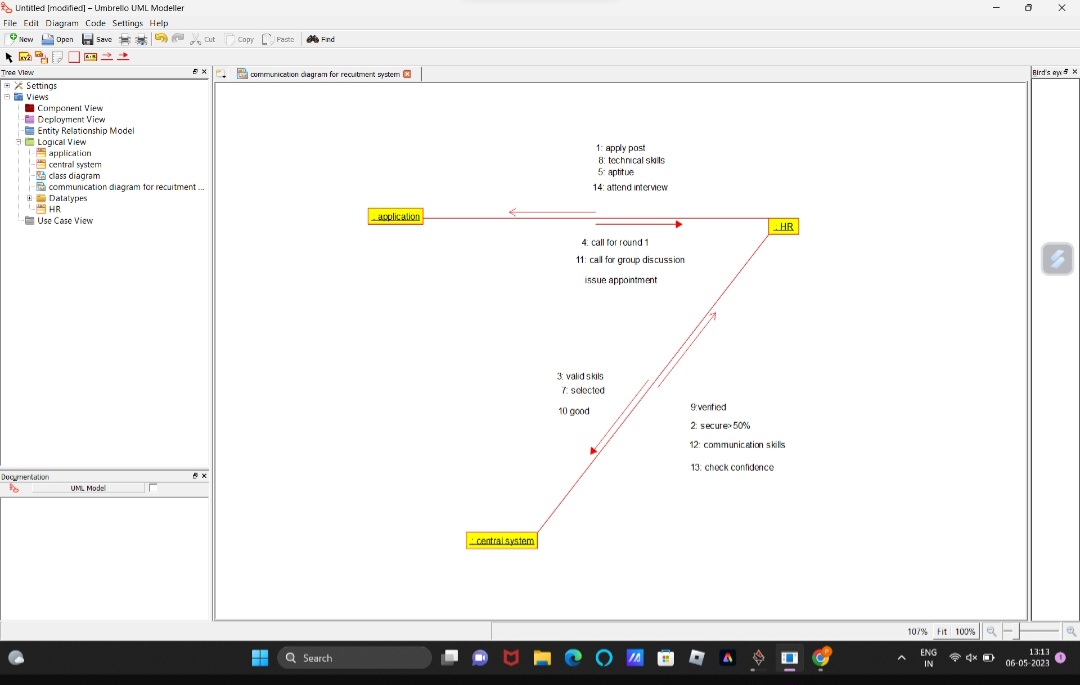 Untitled [modified] – Umbrello UML Modeller
File Edit Diagram Code Settings Help
New Open Save Cut Copy Paste Find
Tree View
communication diagram for recuitment system
Bird's eye
Settings
Views
Component View
Deployment View
Entity Relationship Model
Logical View
application
central system
class diagram
communication diagram for recuitment ...
Datatypes
HR
Use Case View
1: apply post
8: technical skills
5: aptitue
14: attend interview
: application
: HR
4: call for round 1
11: call for group discussion
issue appointment
3: valid skils
7: selected
10 good
9:verified
2: secure>50%
12: communication skills
13: check confidence
: central system
Documentation
UML Model
107% Fit 100%
Search
ENG
IN
13:13
06-05-2023
1